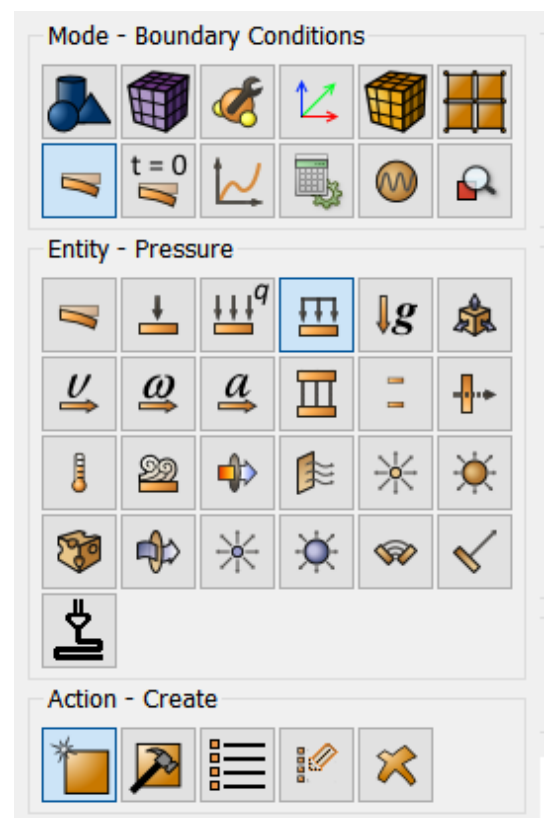 Mode - Boundary Conditions
t = 0
Entity - Pressure
q
g
v ω a
Action - Create